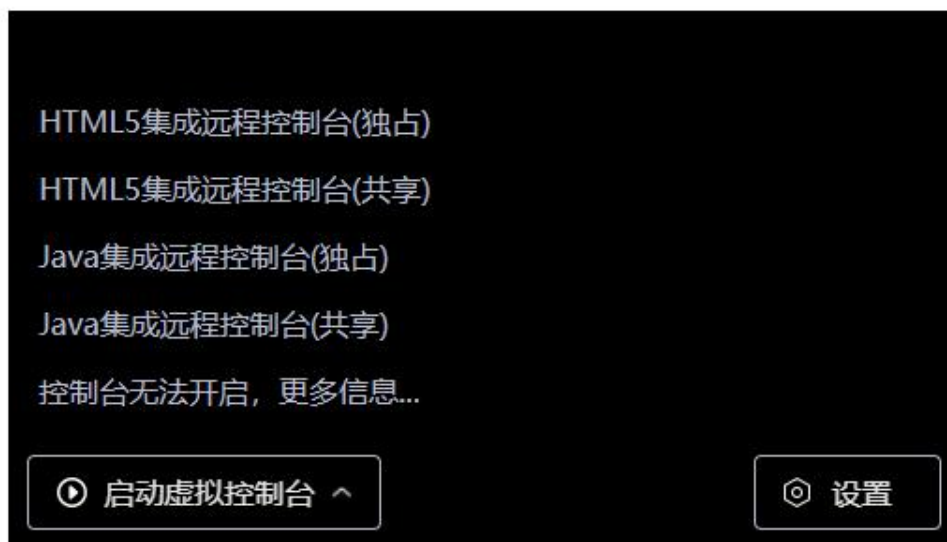 HTML5集成远程控制台(独占)
HTML5集成远程控制台(共享)
Java集成远程控制台(独占)
Java集成远程控制台(共享)
控制台无法开启，更多信息...
启动虚拟控制台
设置